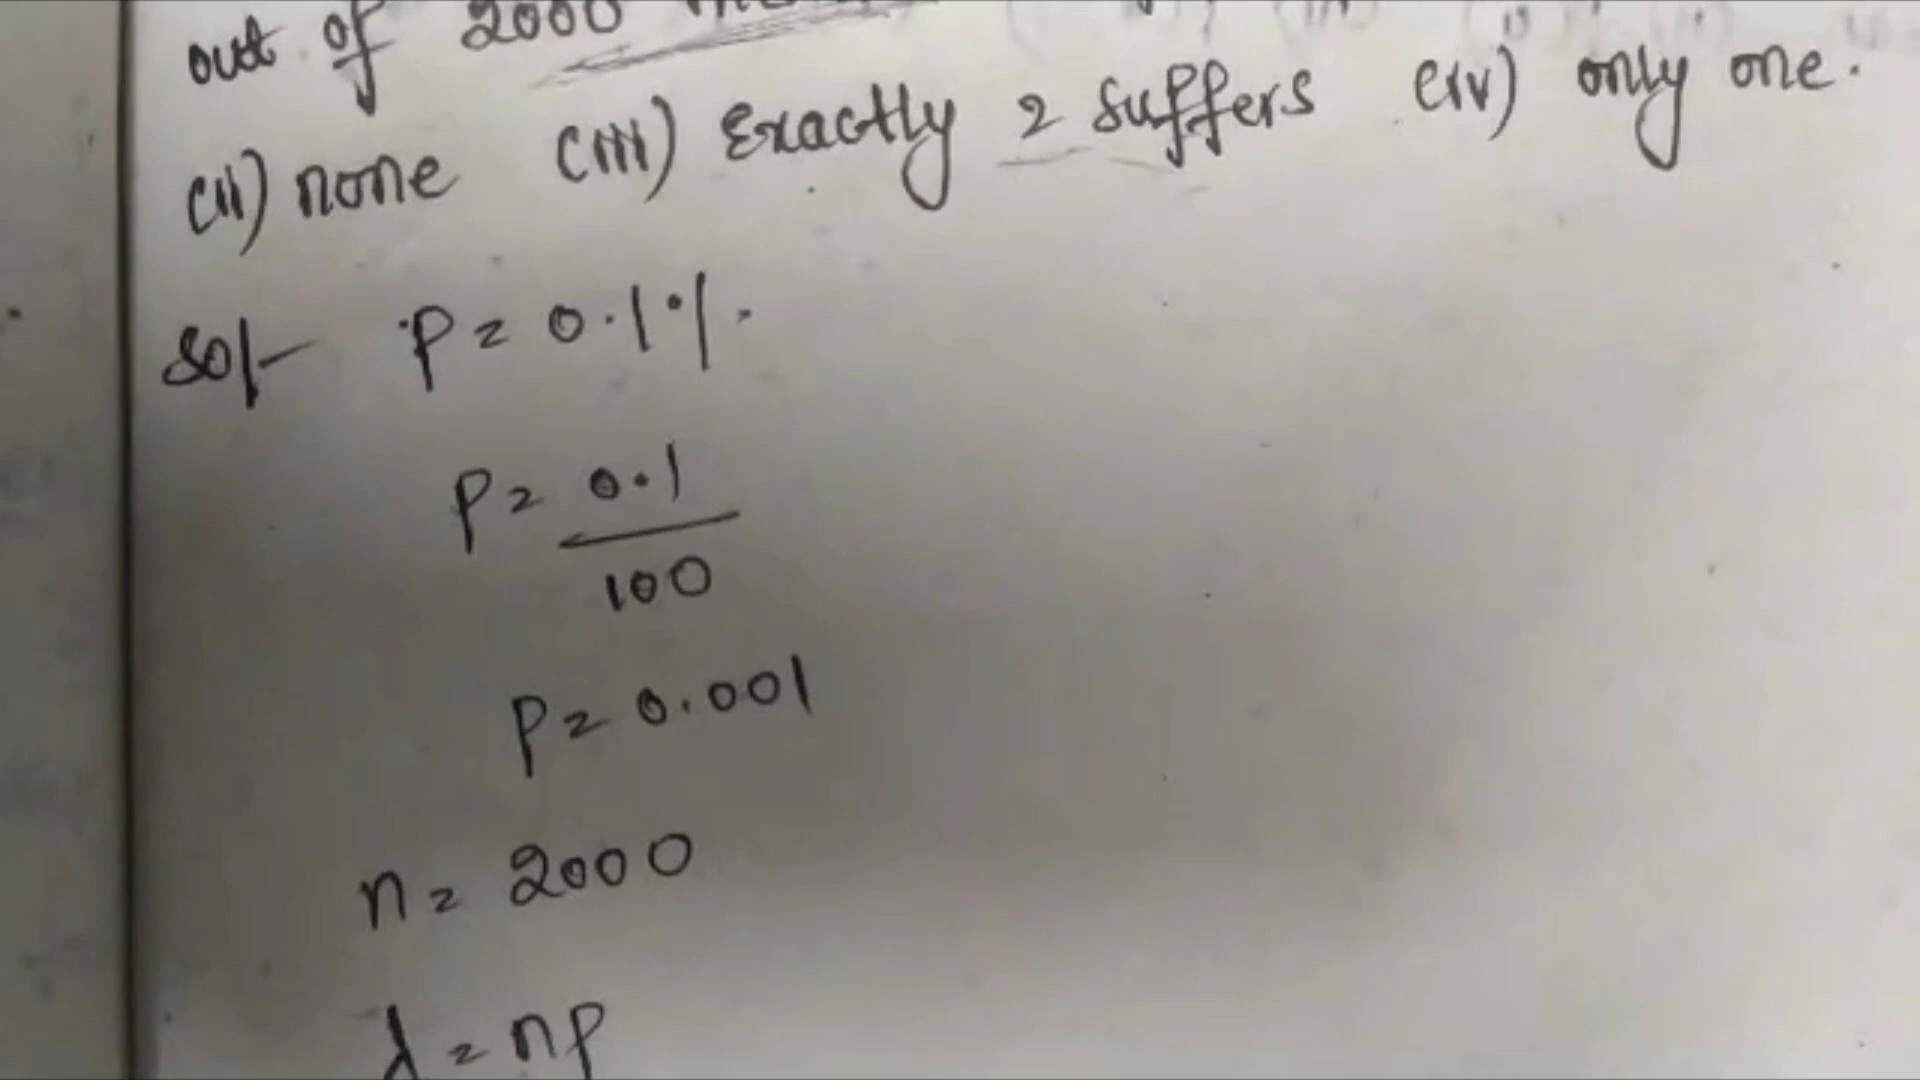 out of 2000
(ii) none (iii) Exactly 2 suffers (iv) only one.
Sol- P = 0.1%.
P = 0.1
100
P = 0.001
n = 2000
λ = np